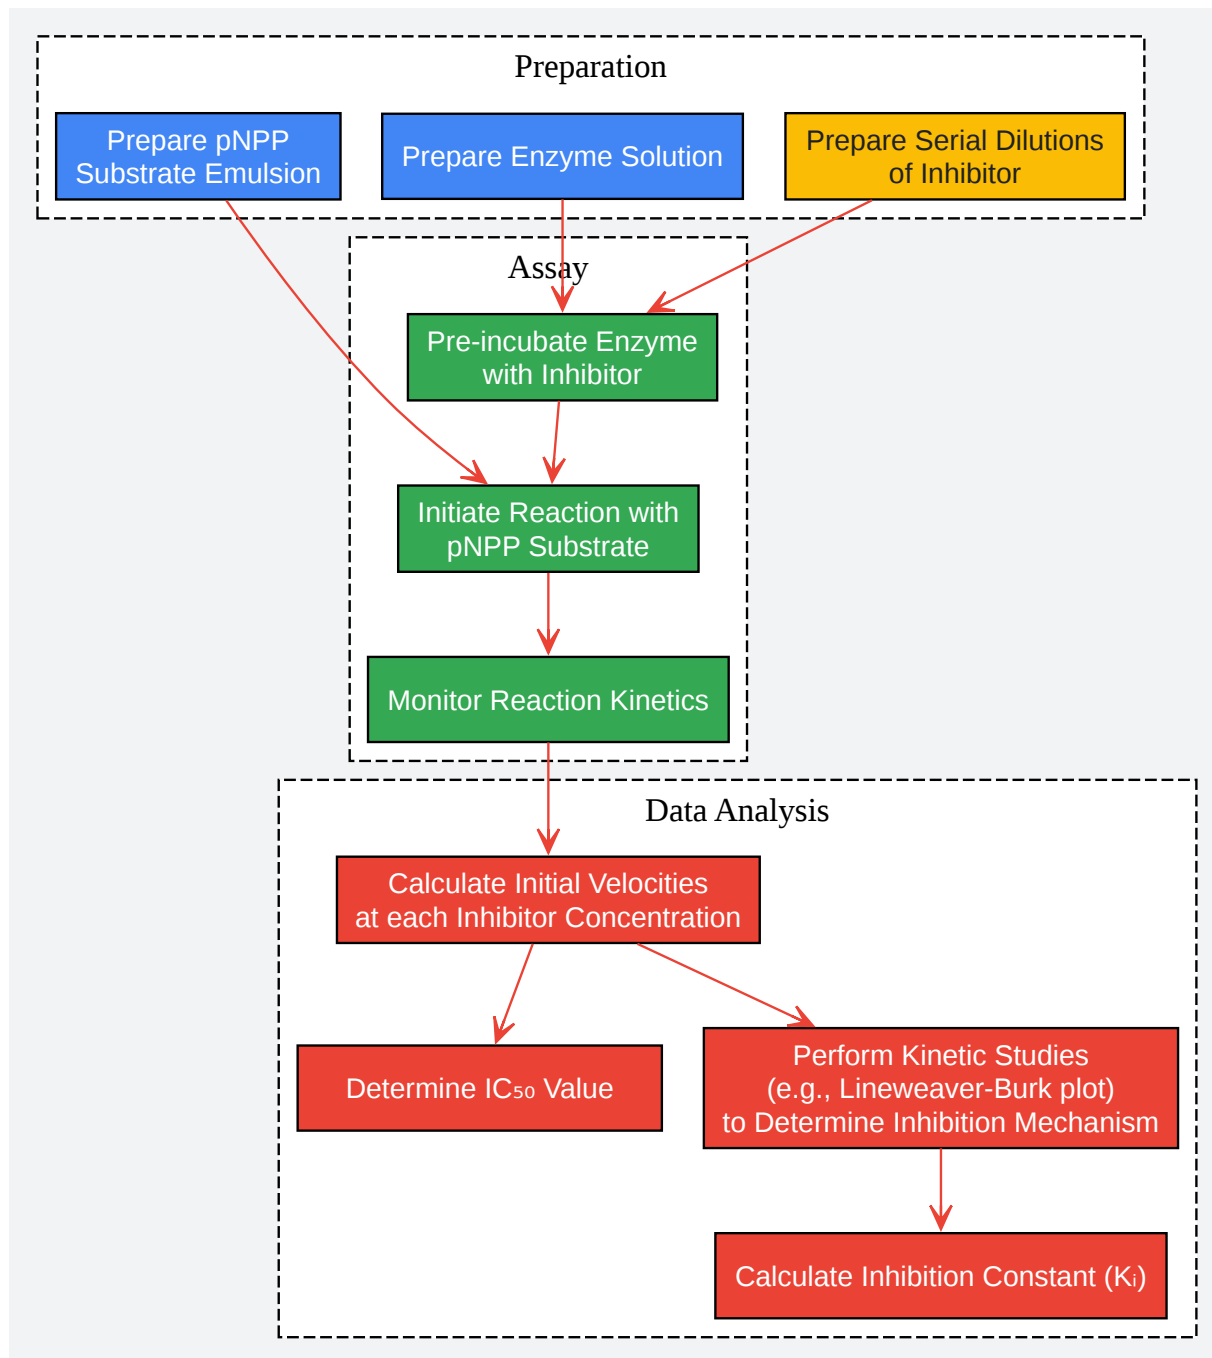 Preparation
Prepare pNPP
Substrate Emulsion
Prepare Enzyme Solution
Prepare Serial Dilutions
of Inhibitor
Assay
Pre-incubate Enzyme
with Inhibitor
Initiate Reaction with
pNPP Substrate
Monitor Reaction Kinetics
Data Analysis
Calculate Initial Velocities
at each Inhibitor Concentration
Determine IC₅₀ Value
Perform Kinetic Studies
(e.g., Lineweaver-Burk plot)
to Determine Inhibition Mechanism
Calculate Inhibition Constant (Kᵢ)